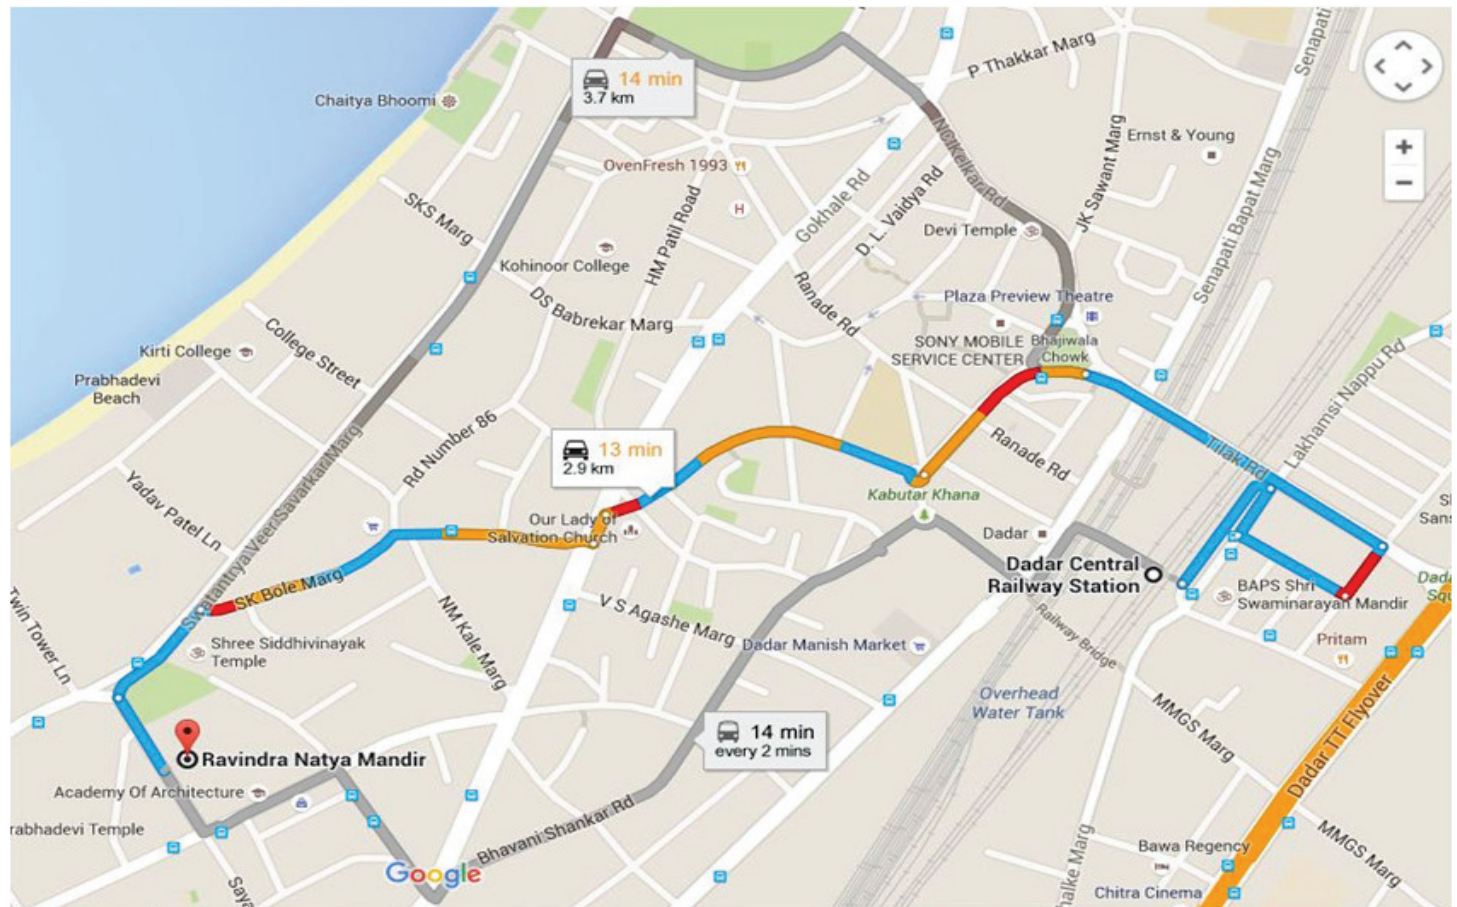 14 min
3.7 km
P Thakkar Marg
Senapati
Chaitya Bhoomi
Ernst & Young
OvenFresh 1993
NCKelkar Rd
JK Sawant Marg
SKS Marg
HM Patil Road
Gokhale Rd
D. L. Vaidya Rd
Devi Temple
Senapati Bapat Marg
Kohinoor College
DS Babrekar Marg
Ranade Rd
Plaza Preview Theatre
SONY MOBILE
SERVICE CENTER
Bhajiwala
Chowk
Kirti College
College Street
Prabhadevi
Beach
Lakhamsi Nappu Rd
Rd Number 86
13 min
2.9 km
Ranade Rd
Tilak Rd
Swatantrya Veer Savarkar Marg
Yadav Patel Ln
Kabutar Khana
Our Lady of
Salvation Church
Dadar
Dadar Central
Railway Station
SK Bole Marg
BAPS Shri
Swaminarayan Mandir
Twin Tower Ln
NM Kale Marg
V S Agashe Marg
Shree Siddhivinayak
Temple
Dadar Manish Market
Railway Bridge
Pritam
Overhead
Water Tank
MMGS Marg
Dadar TT Flyover
14 min
every 2 mins
Ravindra Natya Mandir
Academy Of Architecture
rabhadevi Temple
Bhavani Shankar Rd
MMGS Marg
Bawa Regency
Google
Saya
halke Marg
Chitra Cinema